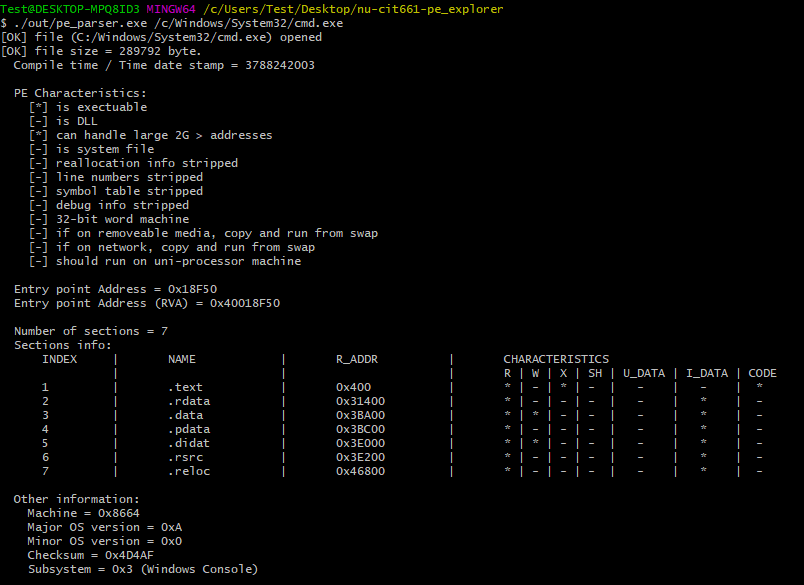 Test@DESKTOP-MPQ8ID3 MINGW64 /c/Users/Test/Desktop/nu-cit661-pe_explorer
$ ./out/pe_parser.exe /c/Windows/System32/cmd.exe
[OK] file (C:/Windows/System32/cmd.exe) opened
[OK] file size = 289792 byte.
Compile time / Time date stamp = 3788242003
PE Characteristics:
[*] is exectuable
[-] is DLL
[*] can handle large 2G > addresses
[-] is system file
[-] reallocation info stripped
[-] line numbers stripped
[-] symbol table stripped
[-] debug info stripped
[-] 32-bit word machine
[-] if on removeable media, copy and run from swap
[-] if on network, copy and run from swap
[-] should run on uni-processor machine
Entry point Address = 0x18F50
Entry point Address (RVA) = 0x40018F50
Number of sections = 7
Sections info:
INDEX | NAME | R_ADDR | CHARACTERISTICS
| | | R | W | X | SH | U_DATA | I_DATA | CODE
1 | .text | 0x400 | * | - | * | - | - | - | *
2 | .rdata | 0x31400 | * | - | - | - | - | * | -
3 | .data | 0x3BA00 | * | * | - | - | - | * | -
4 | .pdata | 0x3BC00 | * | - | - | - | - | * | -
5 | .didat | 0x3E000 | * | * | - | - | - | * | -
6 | .rsrc | 0x3E200 | * | - | - | - | - | * | -
7 | .reloc | 0x46800 | * | - | - | - | - | * | -
Other information:
Machine = 0x8664
Major OS version = 0xA
Minor OS version = 0x0
Checksum = 0x4D4AF
Subsystem = 0x3 (Windows Console)